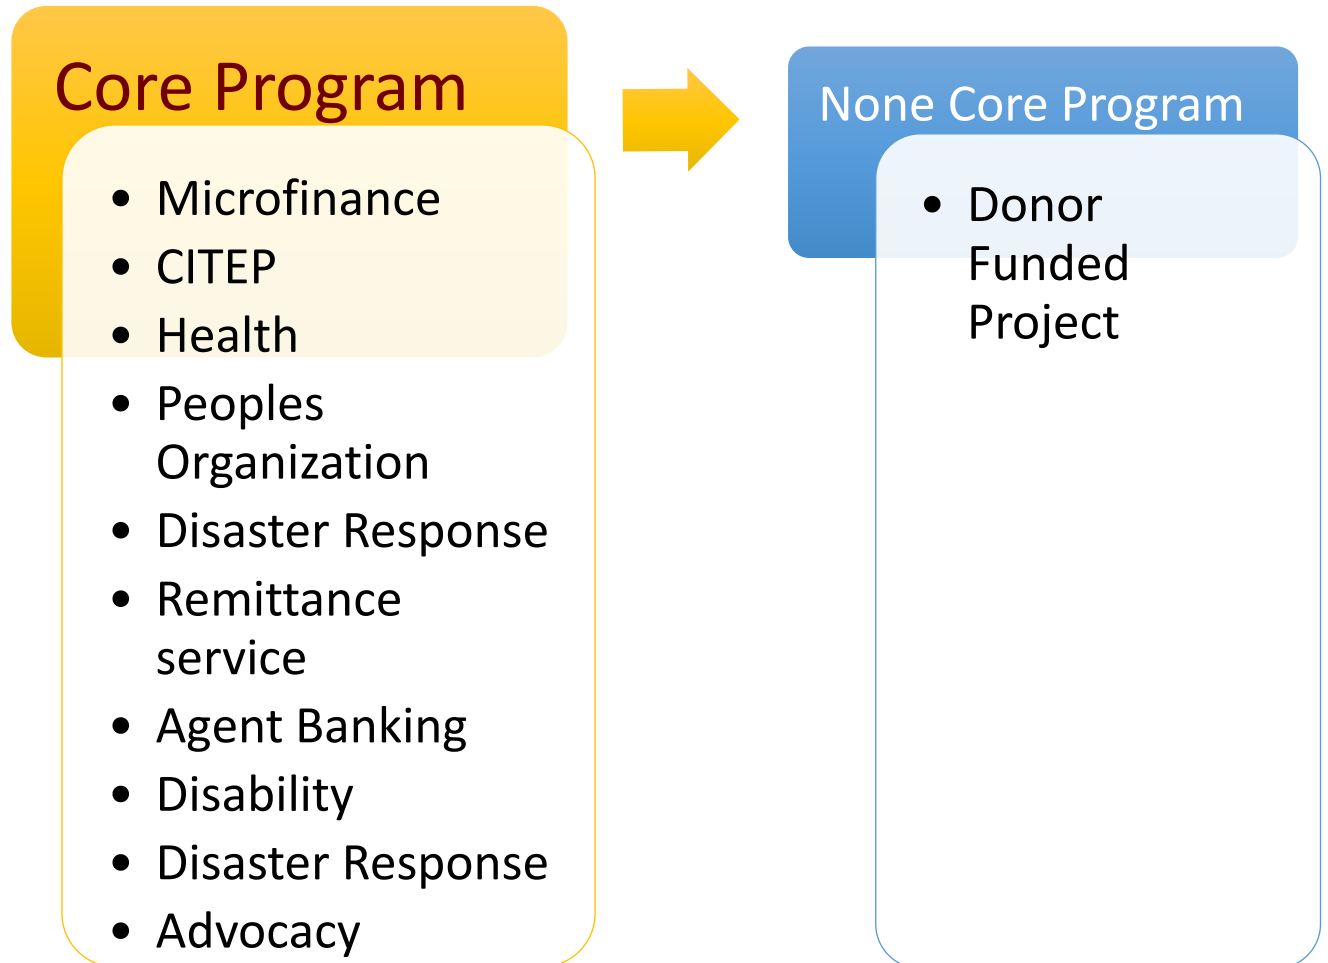 Core Program
• Microfinance
• CITEP
• Health
• Peoples
Organization
• Disaster Response
• Remittance
service
• Agent Banking
• Disability
• Disaster Response
• Advocacy
None Core Program
• Donor
Funded
Project